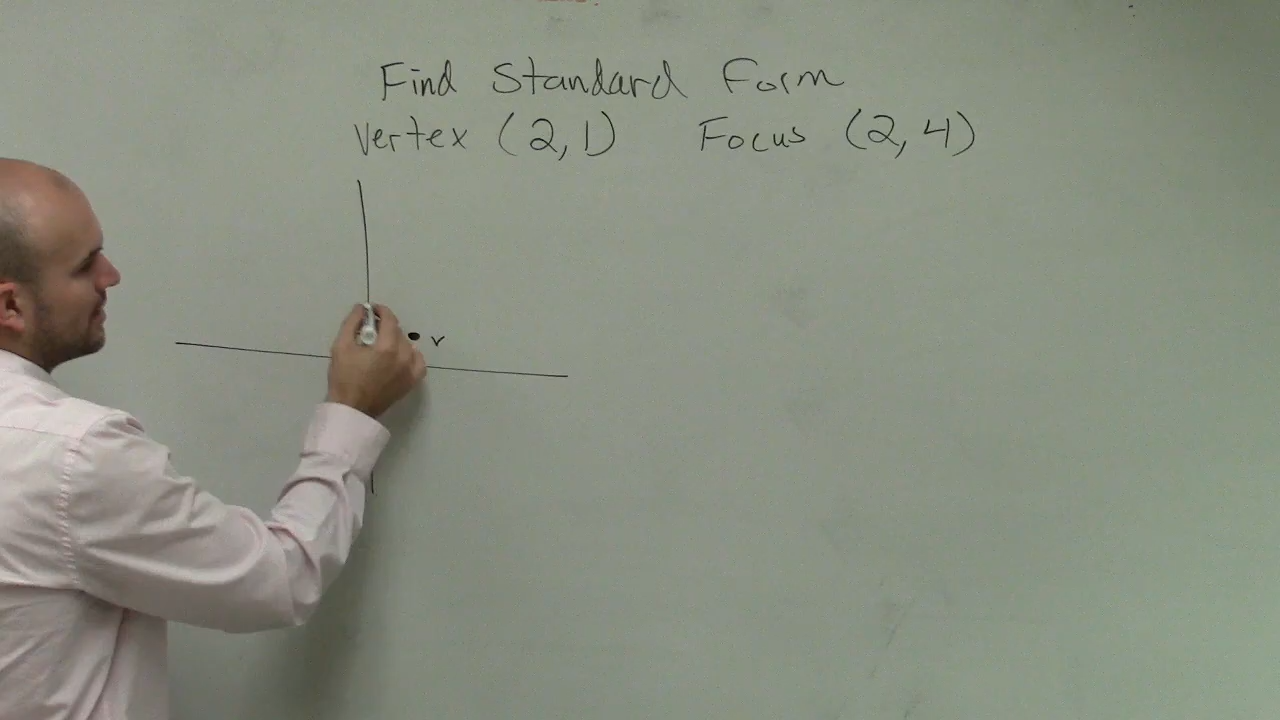 Find Standard Form
Vertex (2,1) Focus (2,4)
v